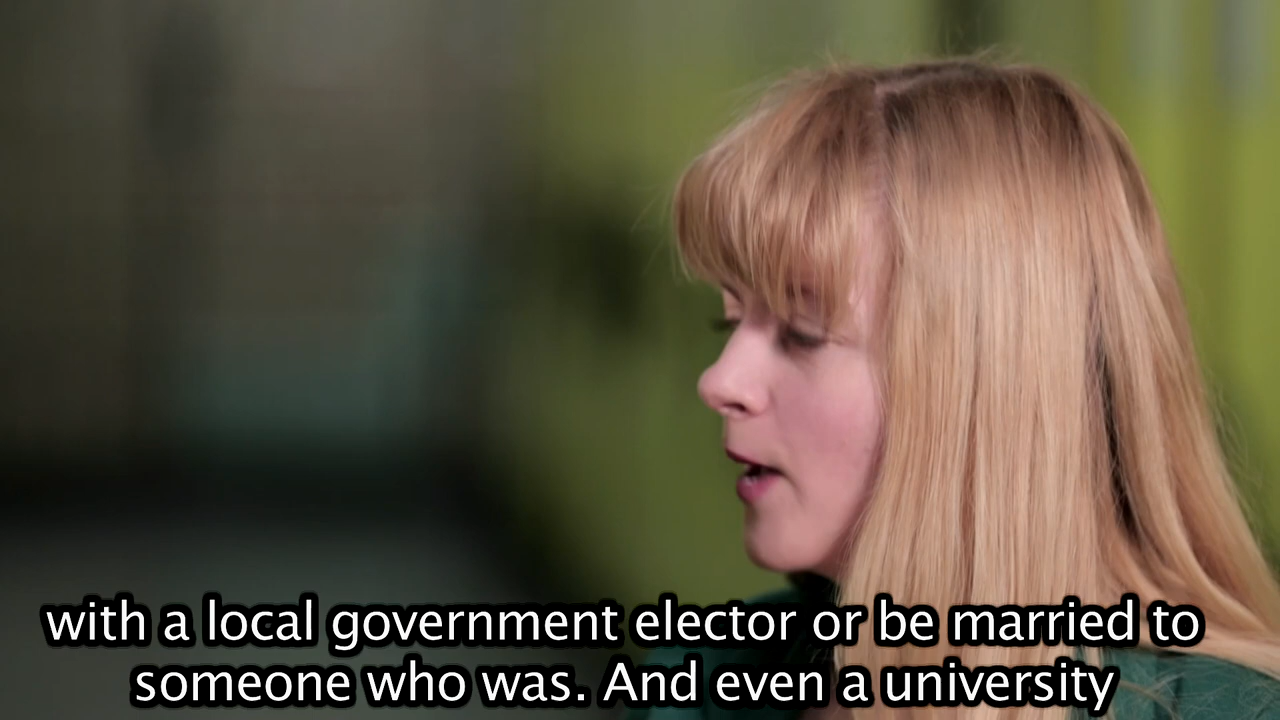 with a local government elector or be married to
someone who was. And even a university